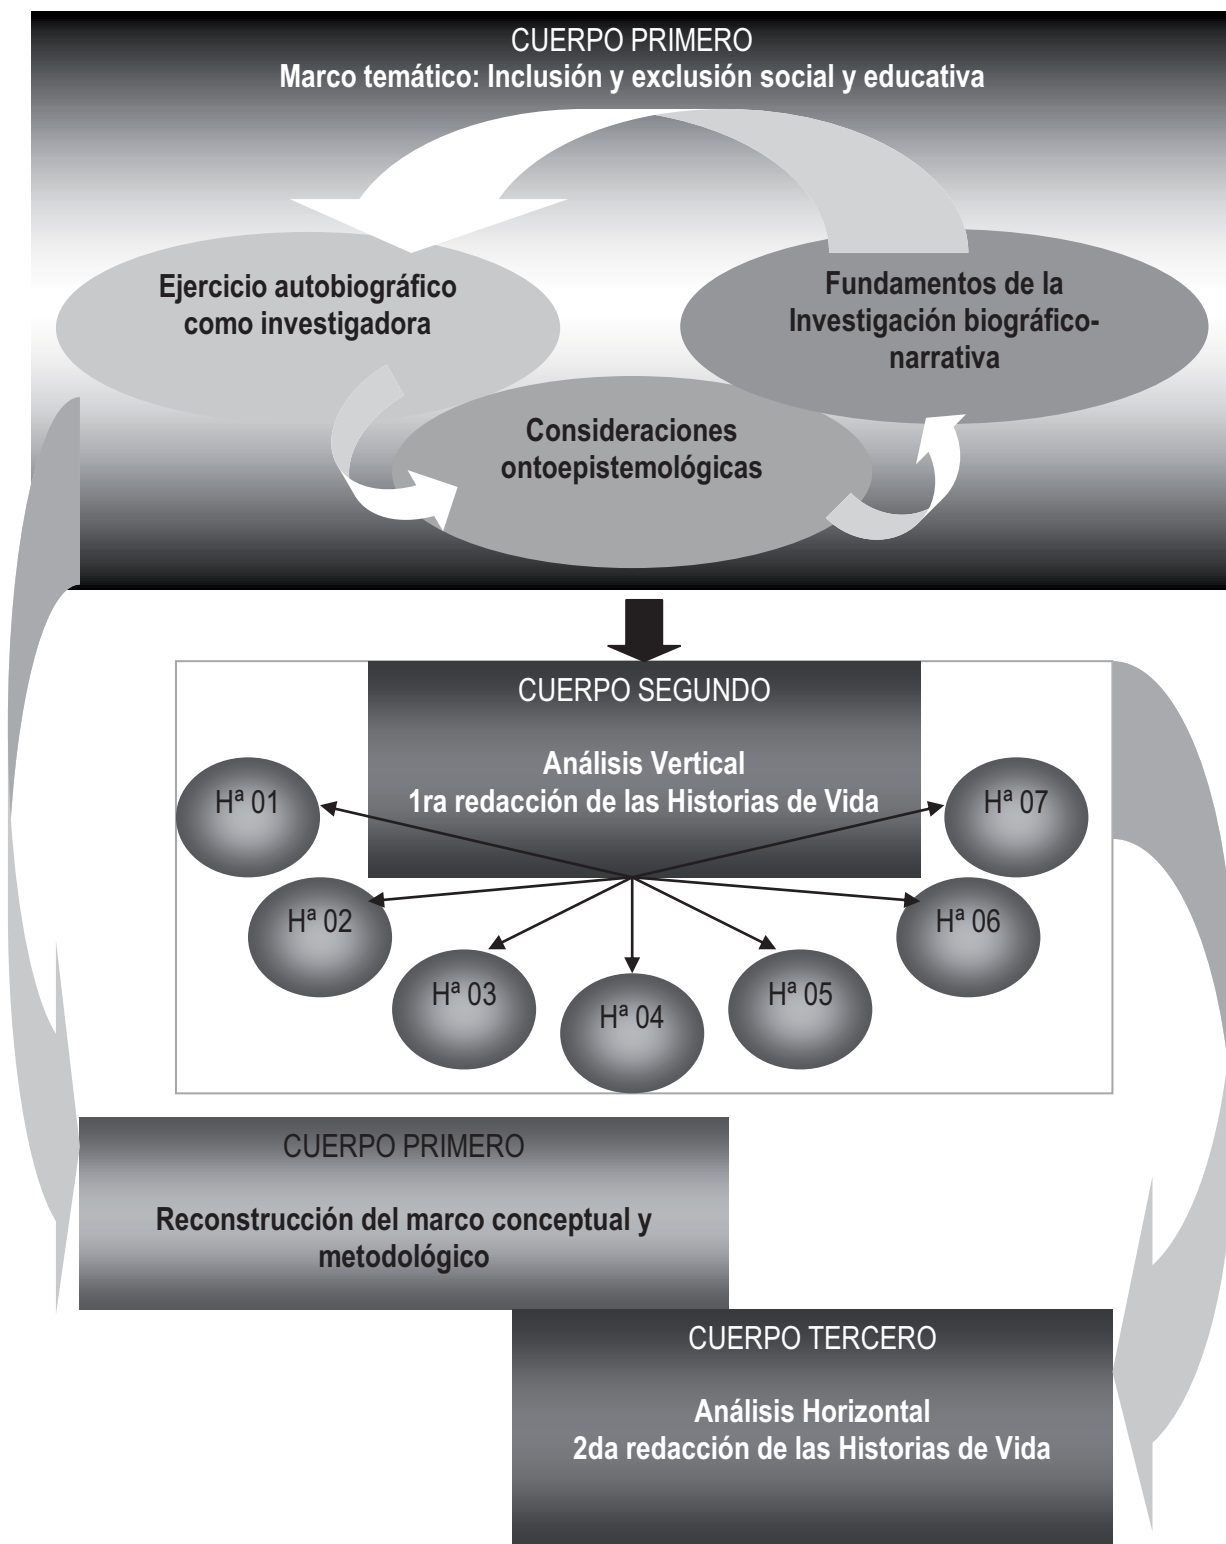 CUERPO PRIMERO
Marco temático: Inclusión y exclusión social y educativa
Ejercicio autobiográfico
como investigadora
Fundamentos de la
Investigación biográfico-
narrativa
Consideraciones
ontoepistemológicas
CUERPO SEGUNDO
Análisis Vertical
1ra redacción de las Historias de Vida
Hª 01
Hª 02
Hª 03
Hª 04
Hª 05
Hª 06
Hª 07
CUERPO PRIMERO
Reconstrucción del marco conceptual y
metodológico
CUERPO TERCERO
Análisis Horizontal
2da redacción de las Historias de Vida